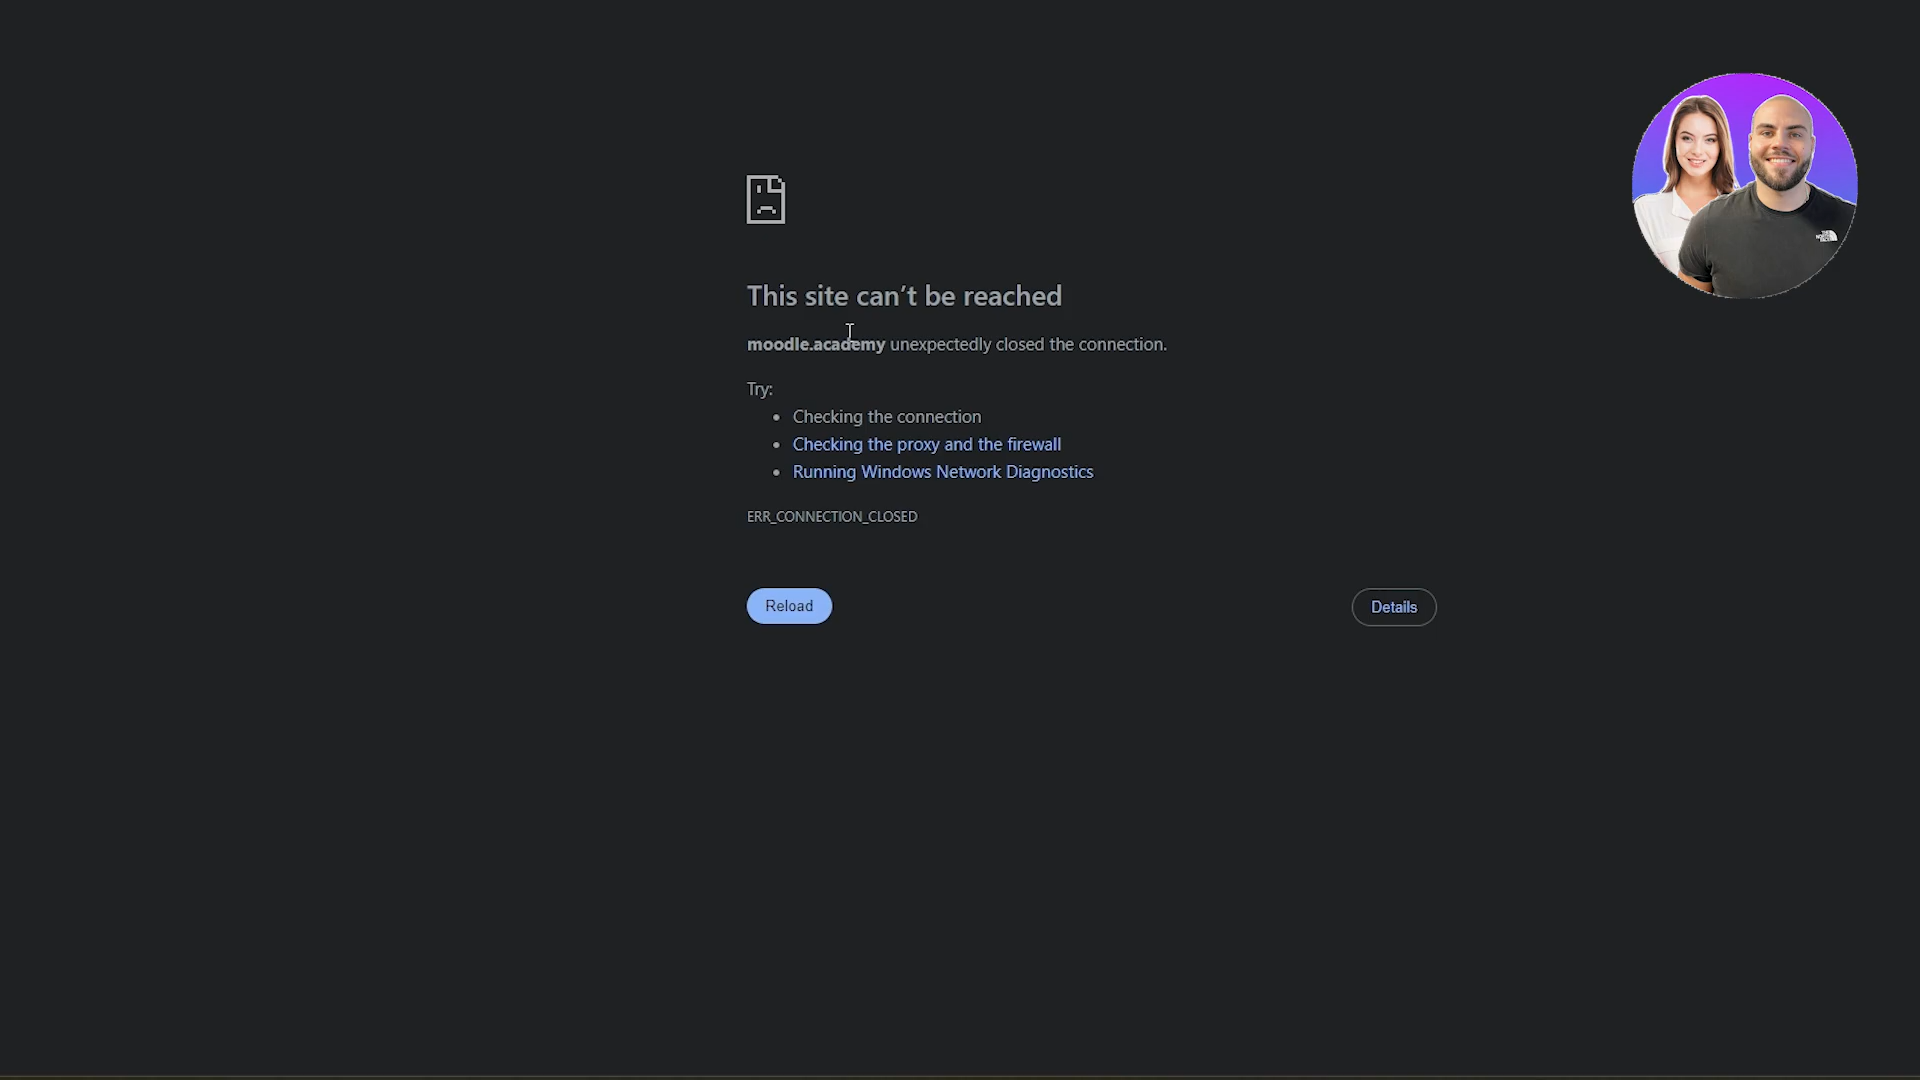 This site can’t be reached
moodle.academy unexpectedly closed the connection.
Try:
• Checking the connection
• Checking the proxy and the firewall
• Running Windows Network Diagnostics
ERR_CONNECTION_CLOSED
Reload
Details